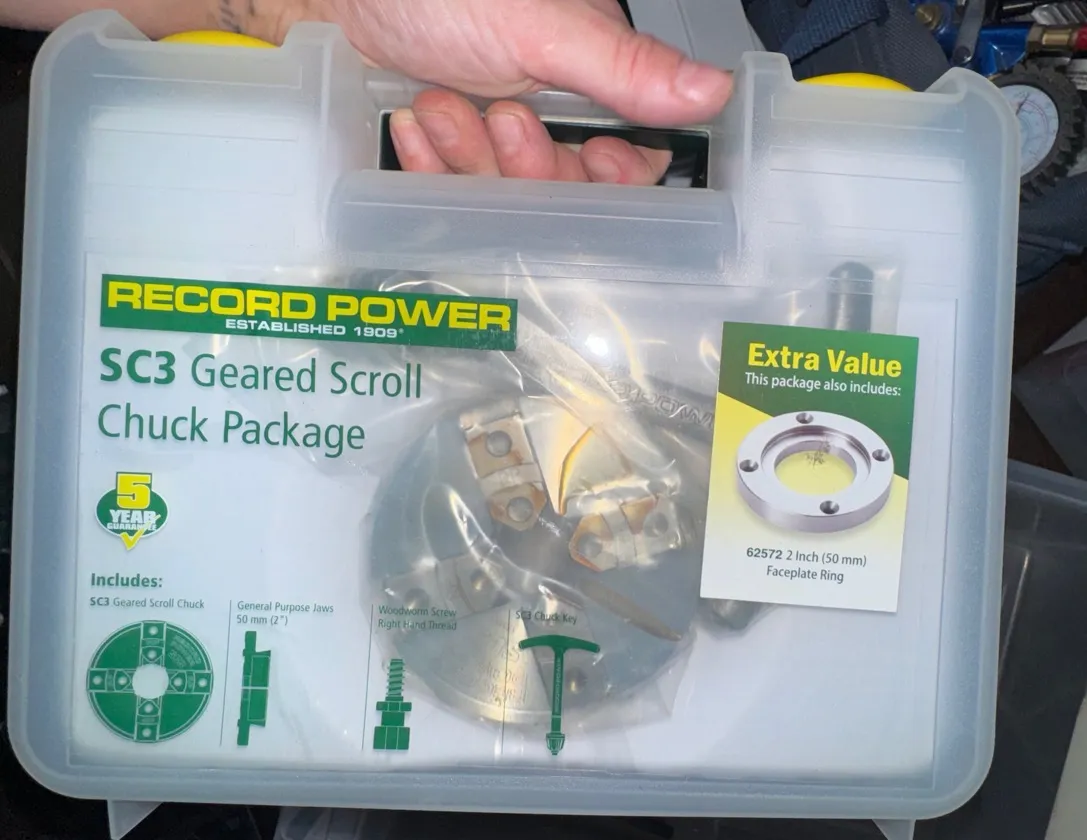 RECORD POWER
ESTABLISHED 1909®
SC3 Geared Scroll
Chuck Package
5
YEAR
GUARANTEE
Includes:
SC3 Geared Scroll Chuck
General Purpose Jaws
50 mm (2")
Woodworm Screw
Right Hand Thread
SC3 Chuck Key
Extra Value
This package also includes:
62572 2 Inch (50 mm)
Faceplate Ring